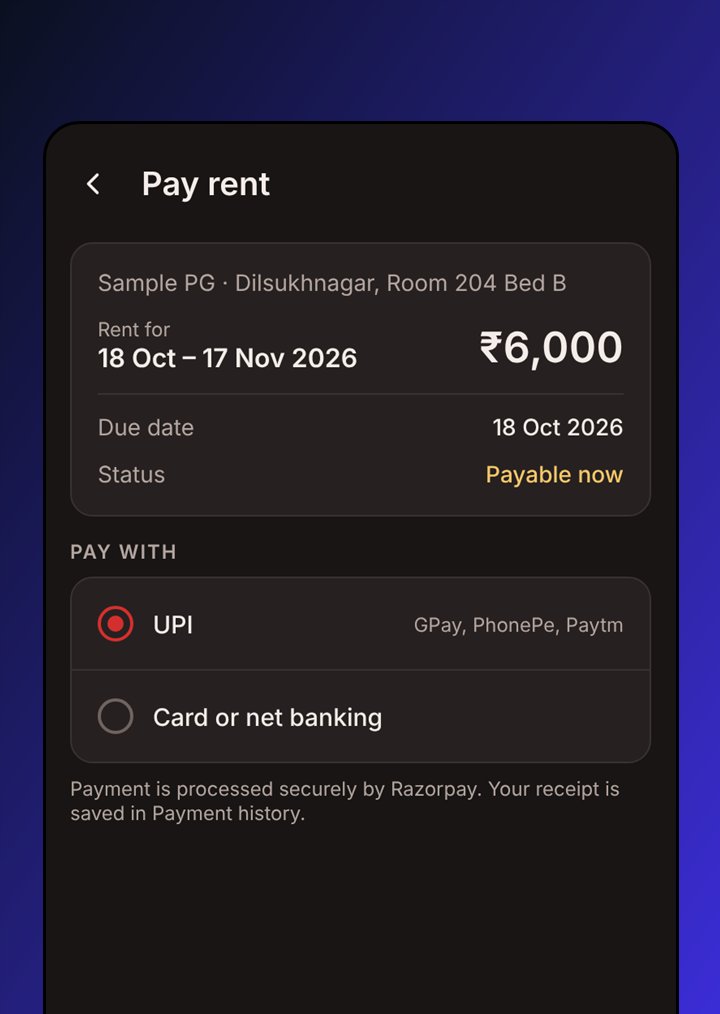 Pay rent
Sample PG · Dilsukhnagar, Room 204 Bed B
Rent for
18 Oct – 17 Nov 2026
₹6,000
Due date
18 Oct 2026
Status
Payable now
PAY WITH
UPI
GPay, PhonePe, Paytm
Card or net banking
Payment is processed securely by Razorpay. Your receipt is
saved in Payment history.